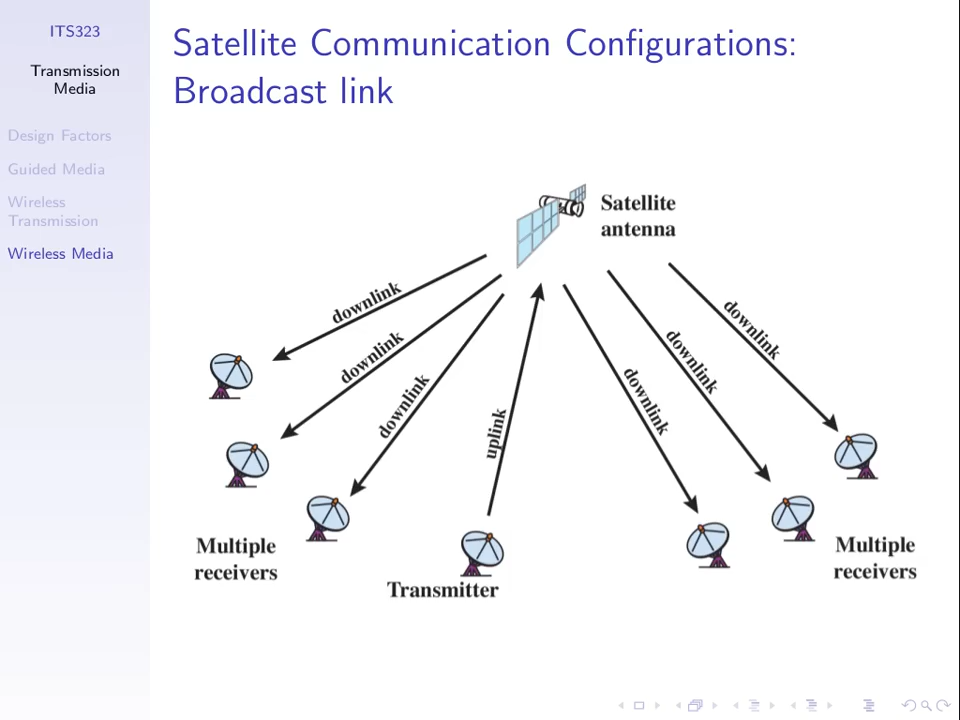 ITS323
Transmission
Media
Design Factors
Guided Media
Wireless
Transmission
Wireless Media
Satellite Communication Configurations:
Broadcast link
Satellite
antenna
downlink
downlink
downlink
uplink
downlink
downlink
downlink
Multiple
receivers
Transmitter
Multiple
receivers